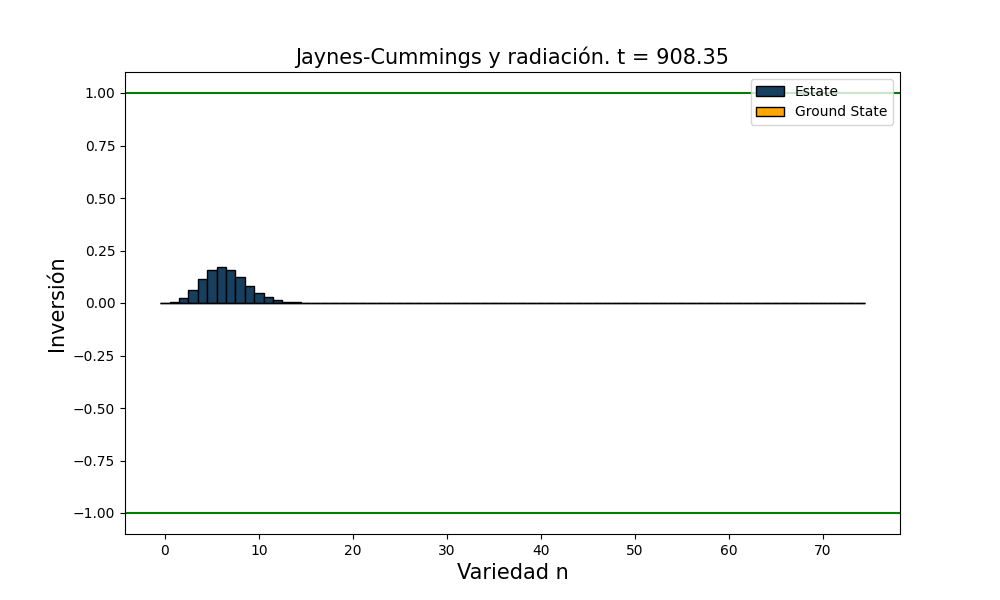 Jaynes-Cummings y radiación. t = 908.35
Estate
Ground State
1.00
0.75
0.50
0.25
0.00
−0.25
−0.50
−0.75
−1.00
Inversión
0 10 20 30 40 50 60 70
Variedad n